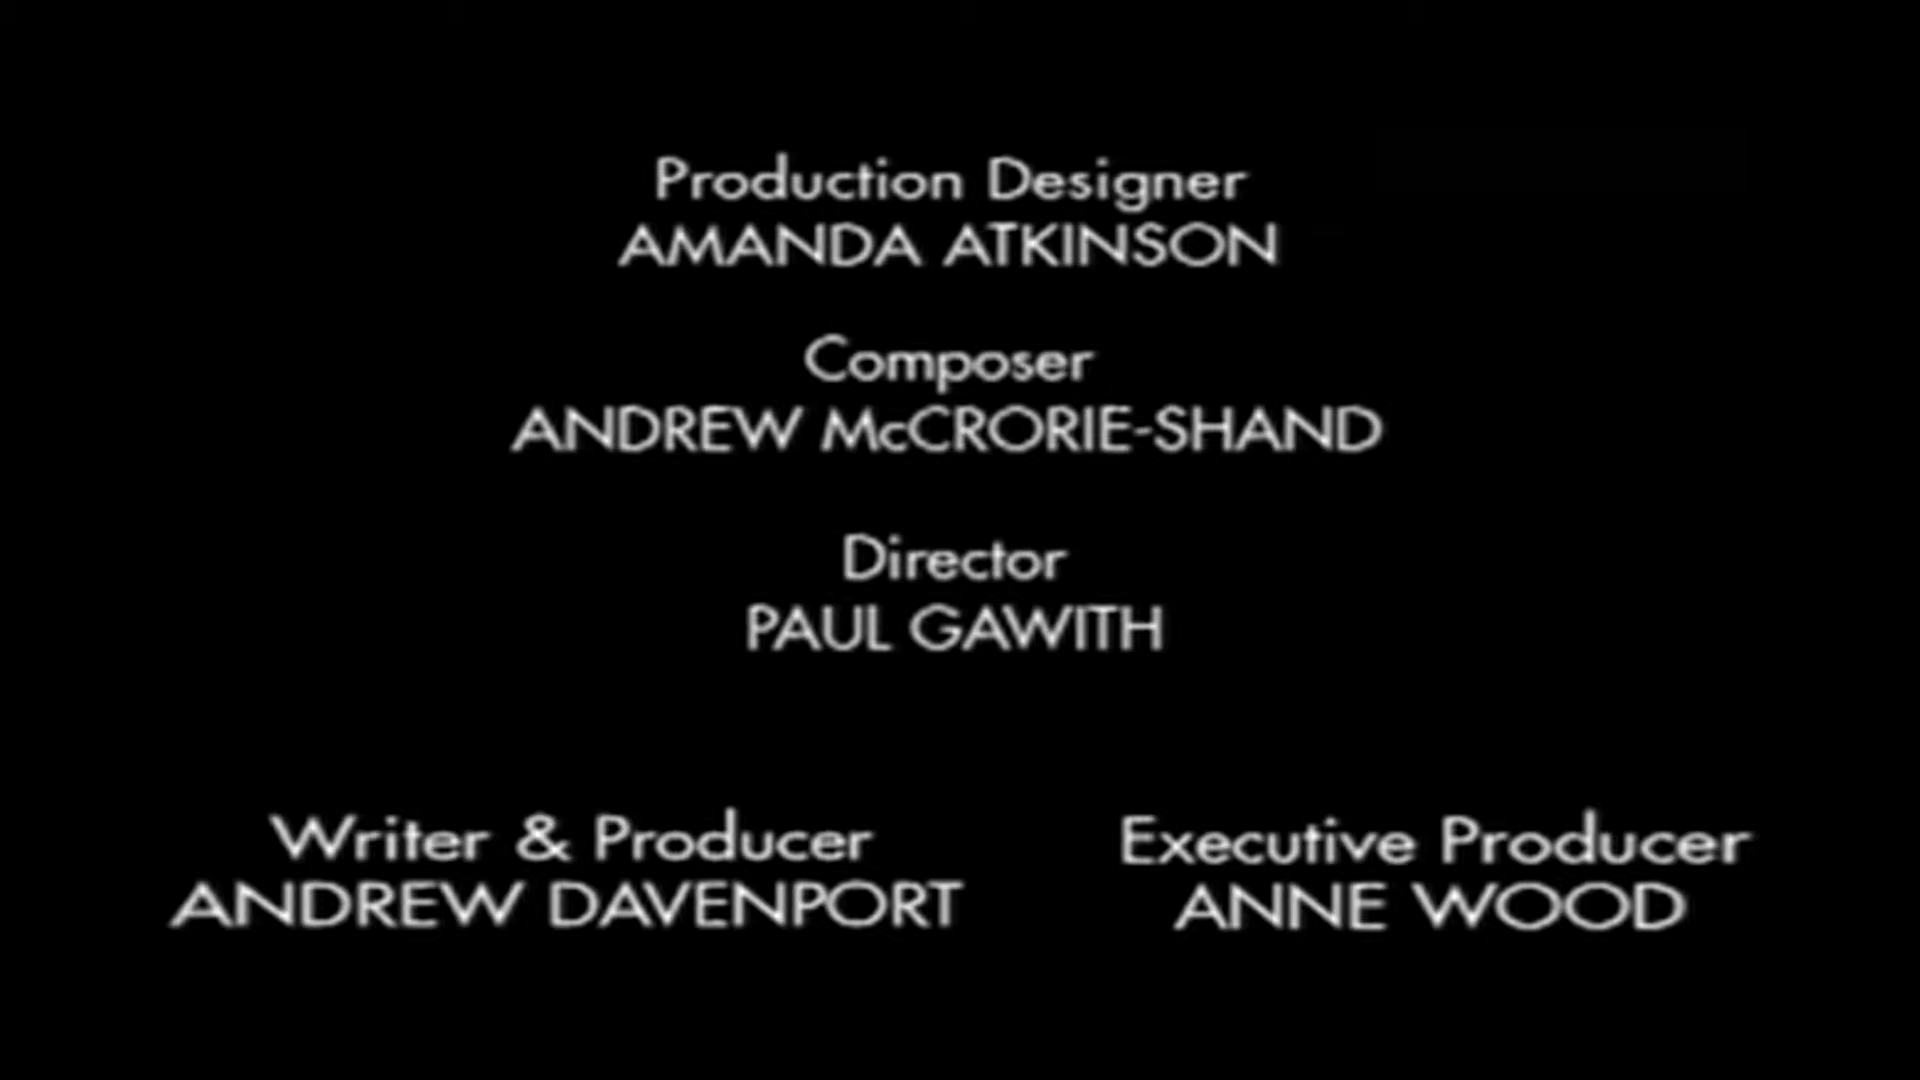 Production Designer
AMANDA ATKINSON
Composer
ANDREW McCRORIE-SHAND
Director
PAUL GAWITH
Writer & Producer
ANDREW DAVENPORT
Executive Producer
ANNE WOOD